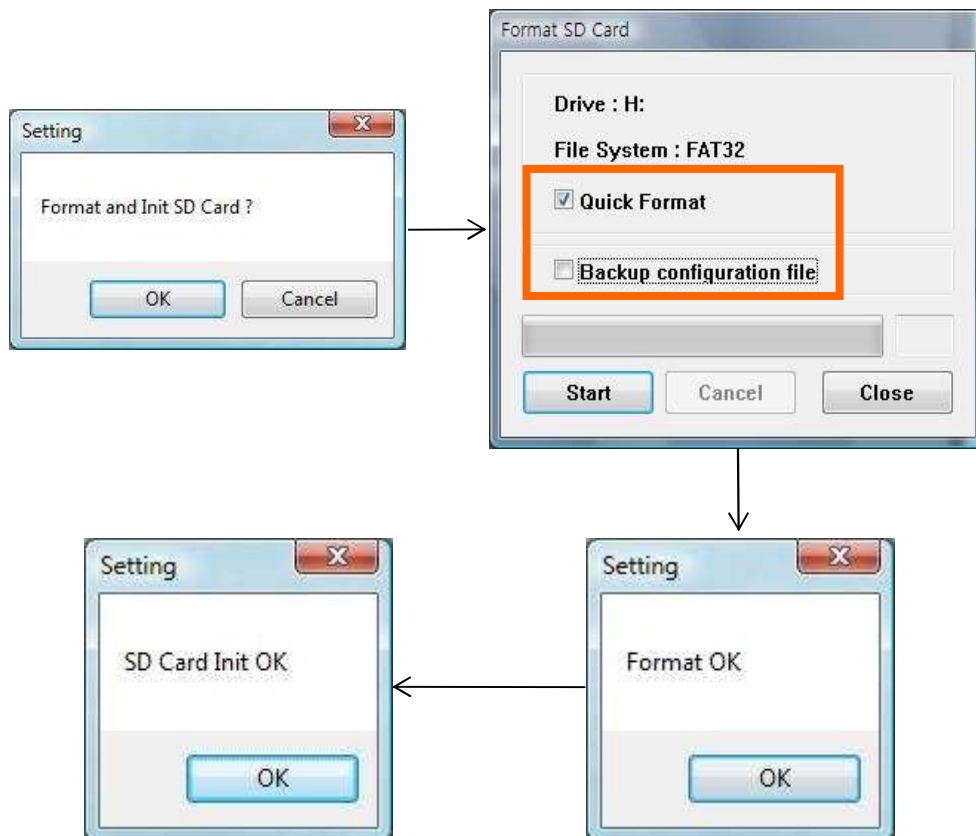 Setting
Format and Init SD Card ?
OK
Cancel
Format SD Card
Drive : H:
File System : FAT32
Quick Format
Backup configuration file
Start
Cancel
Close
Setting
Format OK
OK
Setting
SD Card Init OK
OK